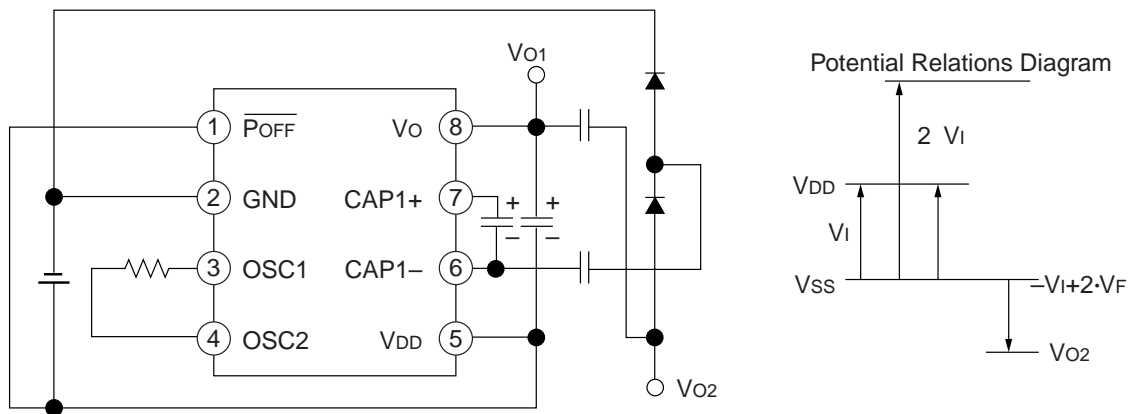 VO1
1 POFF VO 8
2 GND CAP1+ 7
+ +
– –
3 OSC1 CAP1– 6
4 OSC2 VDD 5
VO2
Potential Relations Diagram
2 VI
VDD
VI
VSS
–VI+2·VF
VO2